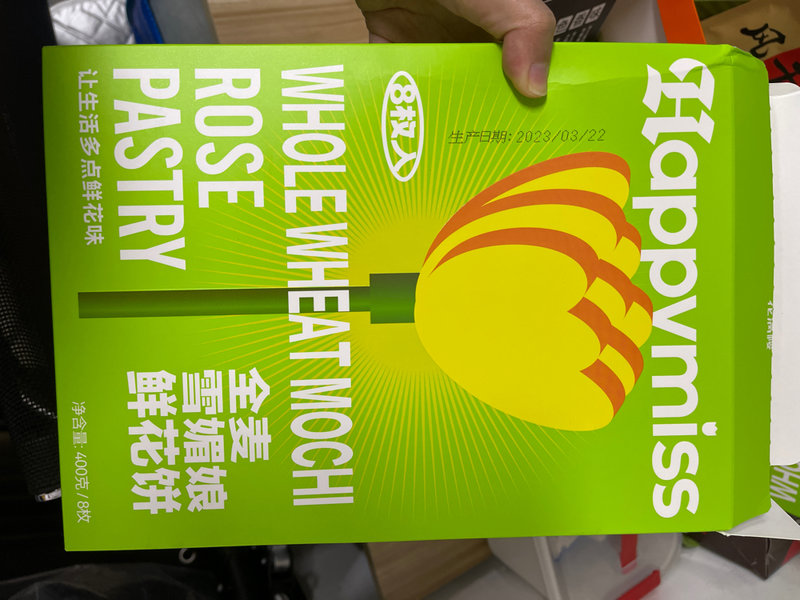 Happymiss
生产日期: 2023/03/22
8枚入
WHOLE WHEAT MOCHI
ROSE
PASTRY
让生活多点鲜花味
全麦
雪媚娘
鲜花饼
净含量: 400克 / 8枚